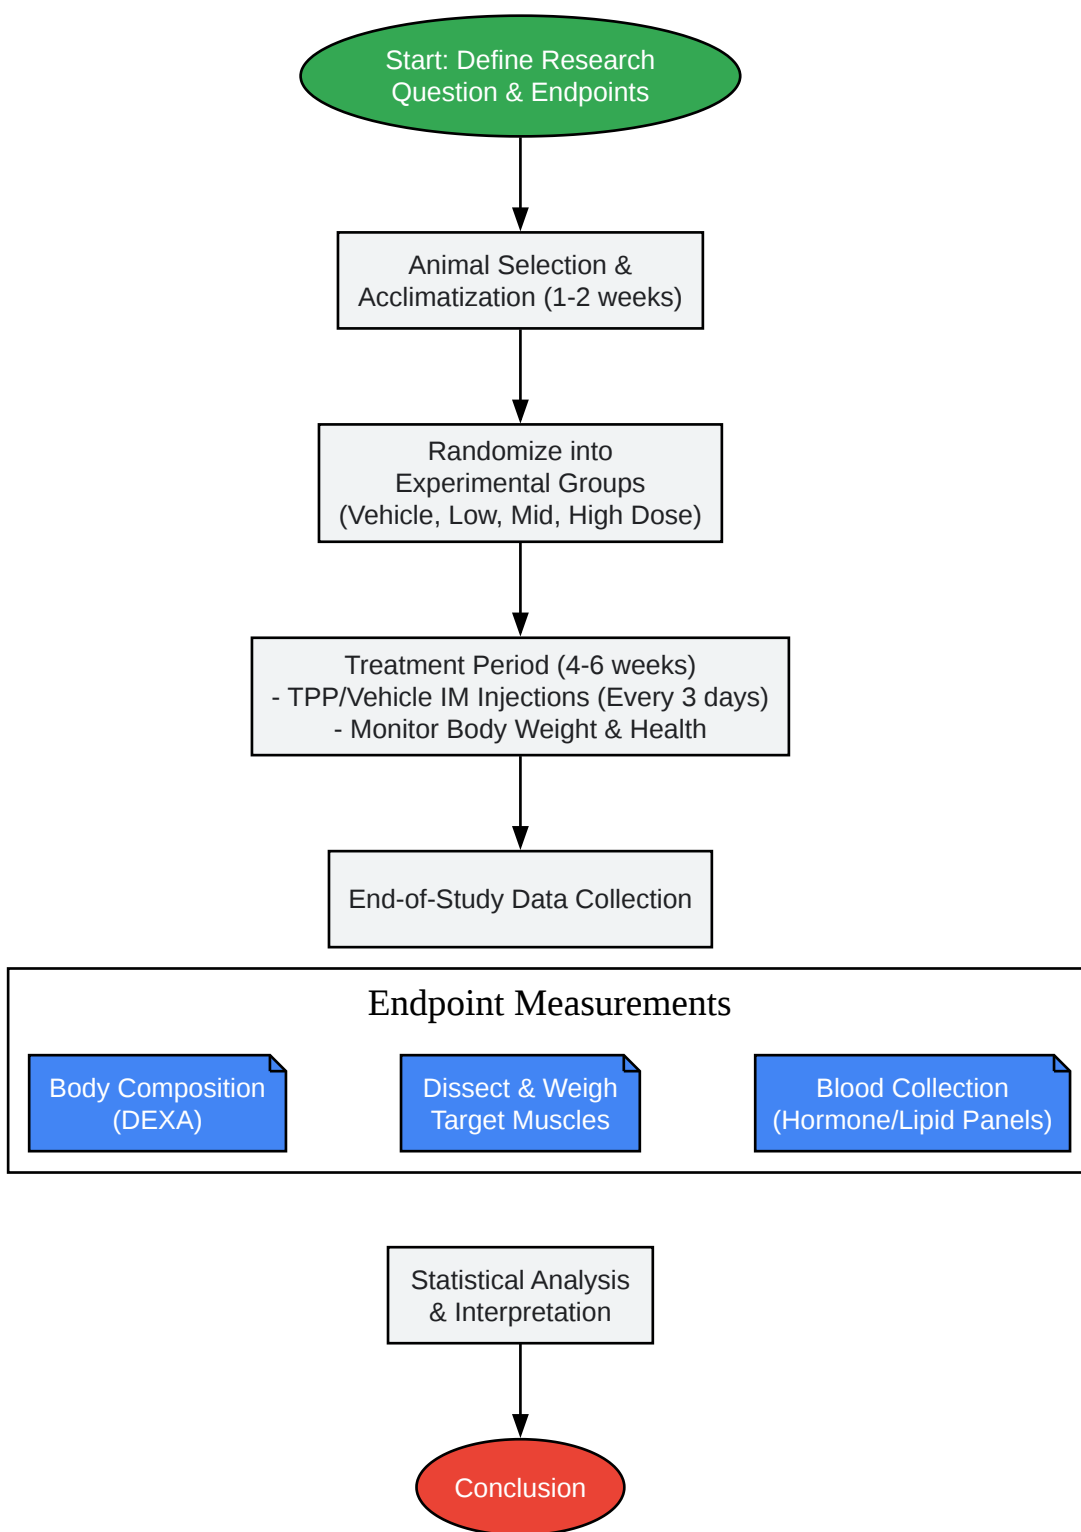 Start: Define Research
Question & Endpoints
Animal Selection &
Acclimatization (1-2 weeks)
Randomize into
Experimental Groups
(Vehicle, Low, Mid, High Dose)
Treatment Period (4-6 weeks)
- TPP/Vehicle IM Injections (Every 3 days)
- Monitor Body Weight & Health
End-of-Study Data Collection
Endpoint Measurements
Body Composition
(DEXA)
Dissect & Weigh
Target Muscles
Blood Collection
(Hormone/Lipid Panels)
Statistical Analysis
& Interpretation
Conclusion